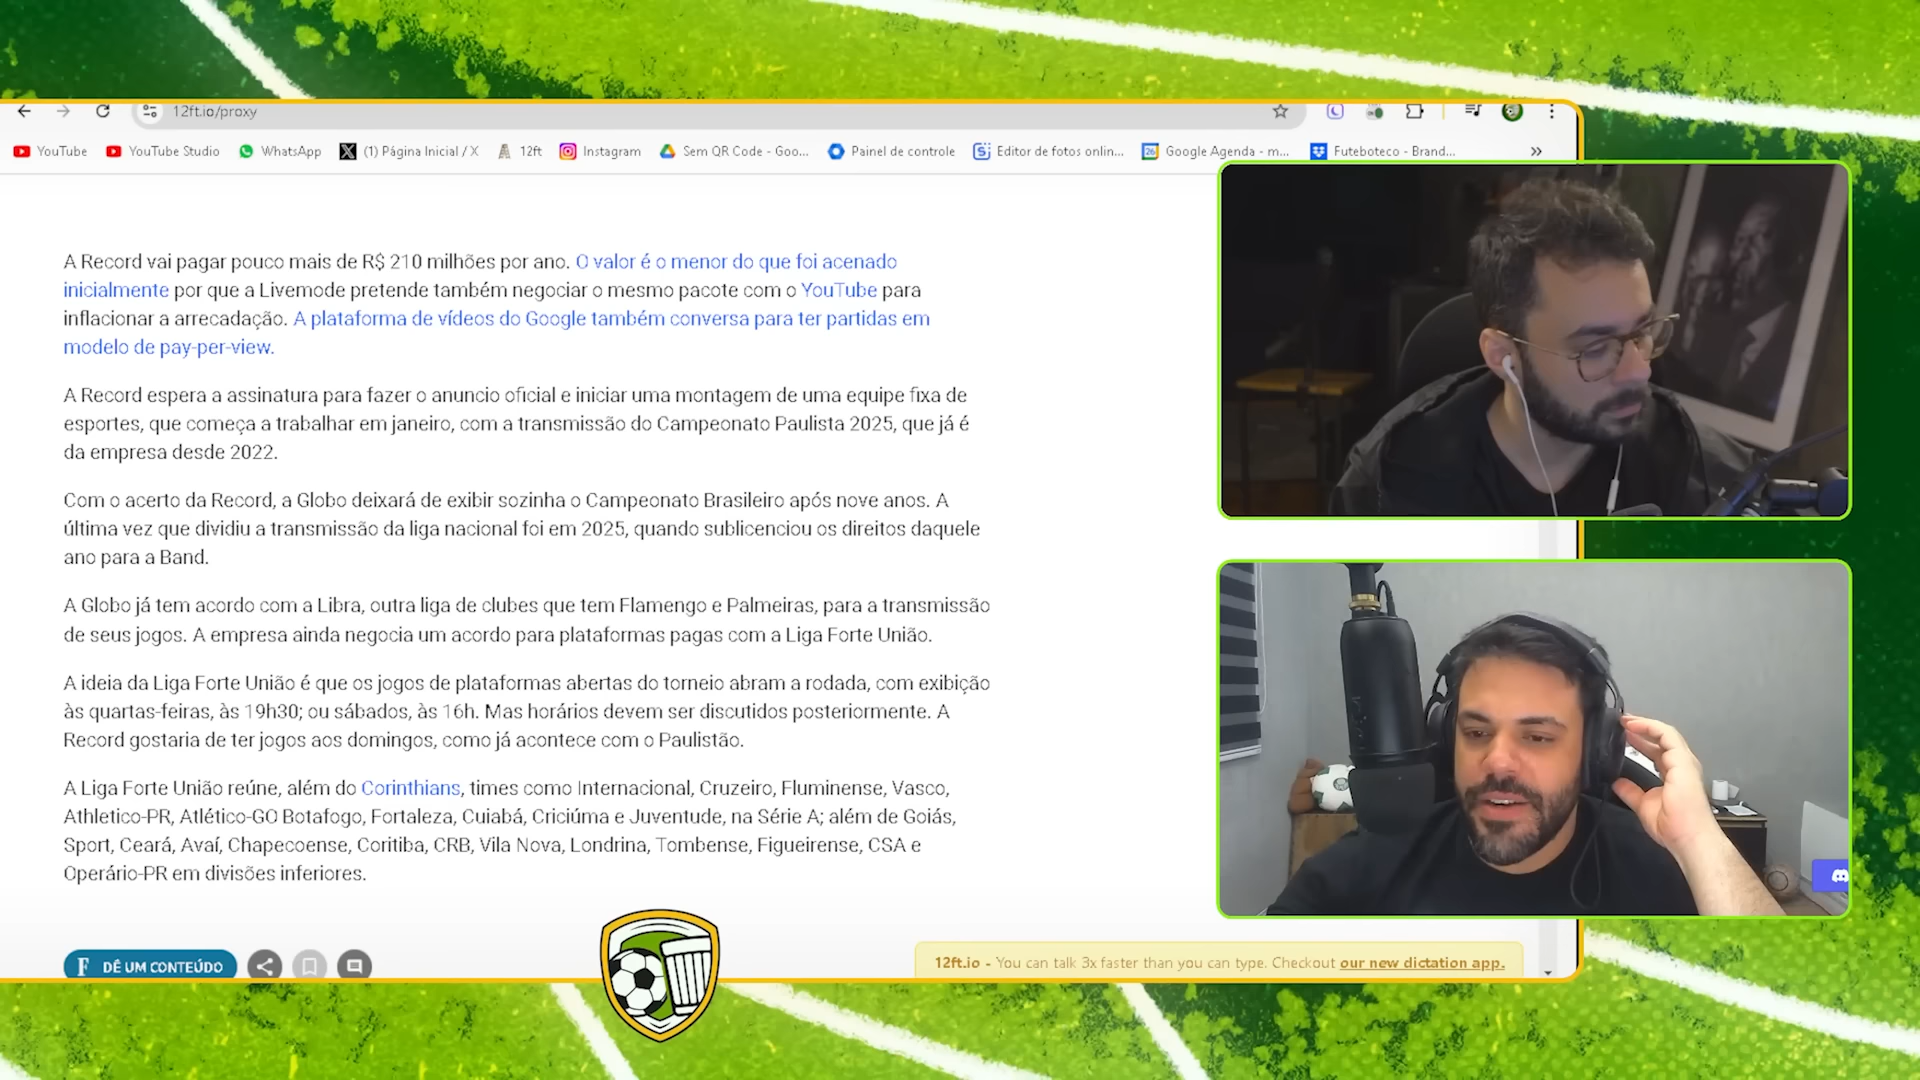 12ft.io/proxy
YouTube YouTube Studio WhatsApp (1) Página Inicial / X 12ft Instagram Sem QR Code - Goo... Painel de controle Editor de fotos onlin... Google Agenda - m... Futeboteco - Brand... »
A Record vai pagar pouco mais de R$ 210 milhões por ano. O valor é o menor do que foi acenado
inicialmente por que a Livemode pretende também negociar o mesmo pacote com o YouTube para
inflacionar a arrecadação. A plataforma de vídeos do Google também conversa para ter partidas em
modelo de pay-per-view.
A Record espera a assinatura para fazer o anuncio oficial e iniciar uma montagem de uma equipe fixa de
esportes, que começa a trabalhar em janeiro, com a transmissão do Campeonato Paulista 2025, que já é
da empresa desde 2022.
Com o acerto da Record, a Globo deixará de exibir sozinha o Campeonato Brasileiro após nove anos. A
última vez que dividiu a transmissão da liga nacional foi em 2025, quando sublicenciou os direitos daquele
ano para a Band.
A Globo já tem acordo com a Libra, outra liga de clubes que tem Flamengo e Palmeiras, para a transmissão
de seus jogos. A empresa ainda negocia um acordo para plataformas pagas com a Liga Forte União.
A ideia da Liga Forte União é que os jogos de plataformas abertas do torneio abram a rodada, com exibição
às quartas-feiras, às 19h30; ou sábados, às 16h. Mas horários devem ser discutidos posteriormente. A
Record gostaria de ter jogos aos domingos, como já acontece com o Paulistão.
A Liga Forte União reúne, além do Corinthians, times como Internacional, Cruzeiro, Fluminense, Vasco,
Athletico-PR, Atlético-GO Botafogo, Fortaleza, Cuiabá, Criciúma e Juventude, na Série A; além de Goiás,
Sport, Ceará, Avaí, Chapecoense, Coritiba, CRB, Vila Nova, Londrina, Tombense, Figueirense, CSA e
Operário-PR em divisões inferiores.
F DÊ UM CONTEÚDO
12ft.io - You can talk 3x faster than you can type. Checkout our new dictation app.